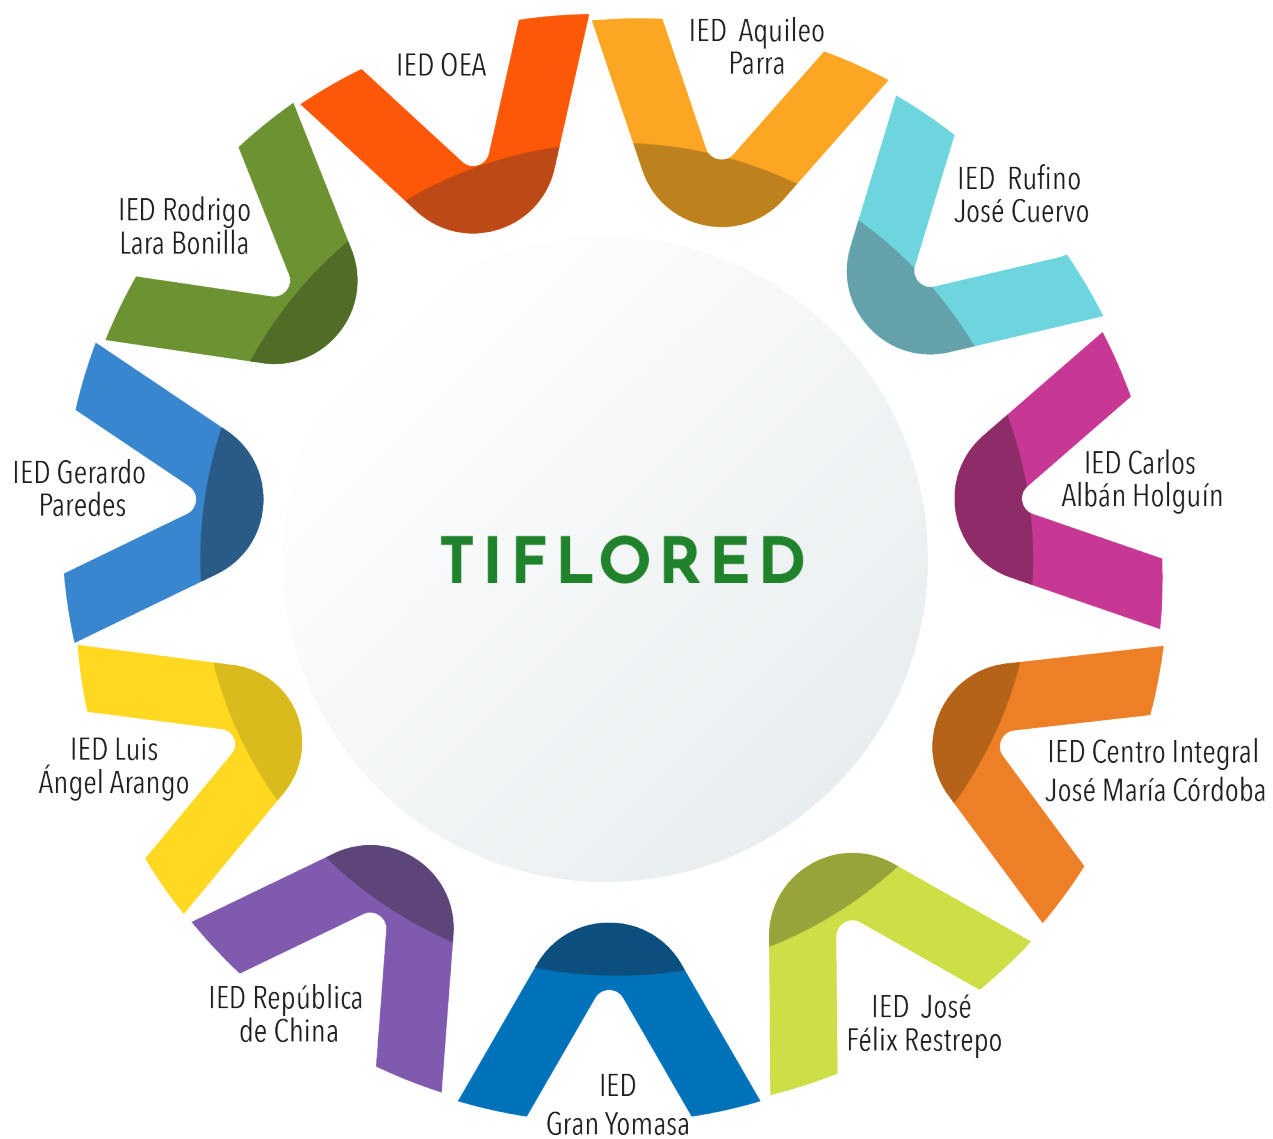 IED OEA
IED Aquileo
Parra
IED Rufino
José Cuervo
IED Carlos
Albán Holguín
IED Centro Integral
José María Córdoba
IED José
Félix Restrepo
IED
Gran Yomasa
IED República
de China
IED Luis
Ángel Arango
IED Gerardo
Paredes
IED Rodrigo
Lara Bonilla
TIFLORED